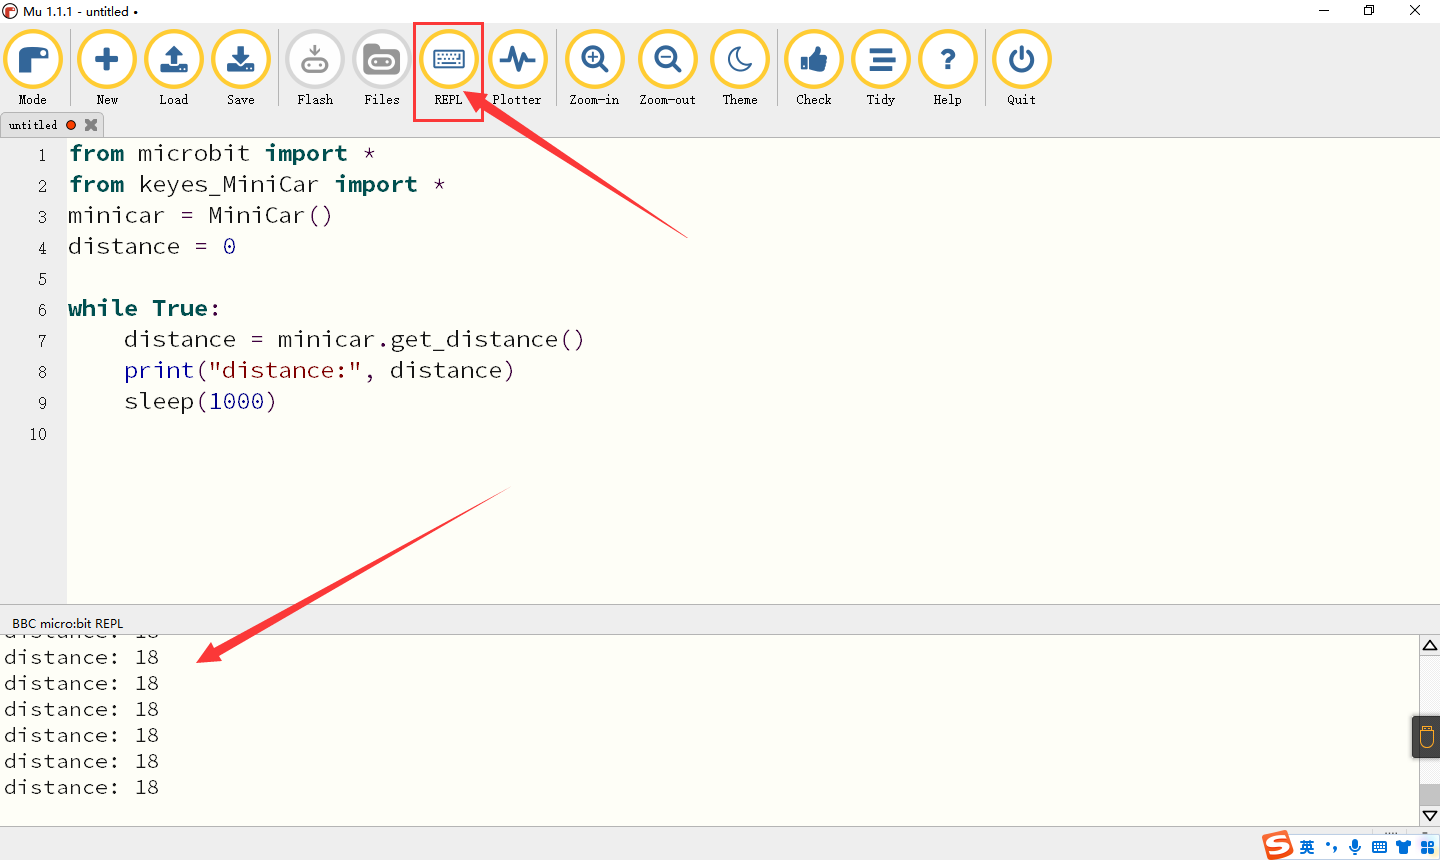 Mu 1.1.1 - untitled •
Mode New Load Save Flash Files REPL Plotter Zoom-in Zoom-out Theme Check Tidy Help Quit
untitled
1 from microbit import *
2 from keyes_MiniCar import *
3 minicar = MiniCar()
4 distance = 0
5
6 while True:
7     distance = minicar.get_distance()
8     print("distance:", distance)
9     sleep(1000)
10
BBC micro:bit REPL
distance: 18
distance: 18
distance: 18
distance: 18
distance: 18
distance: 18
distance: 18
S 英